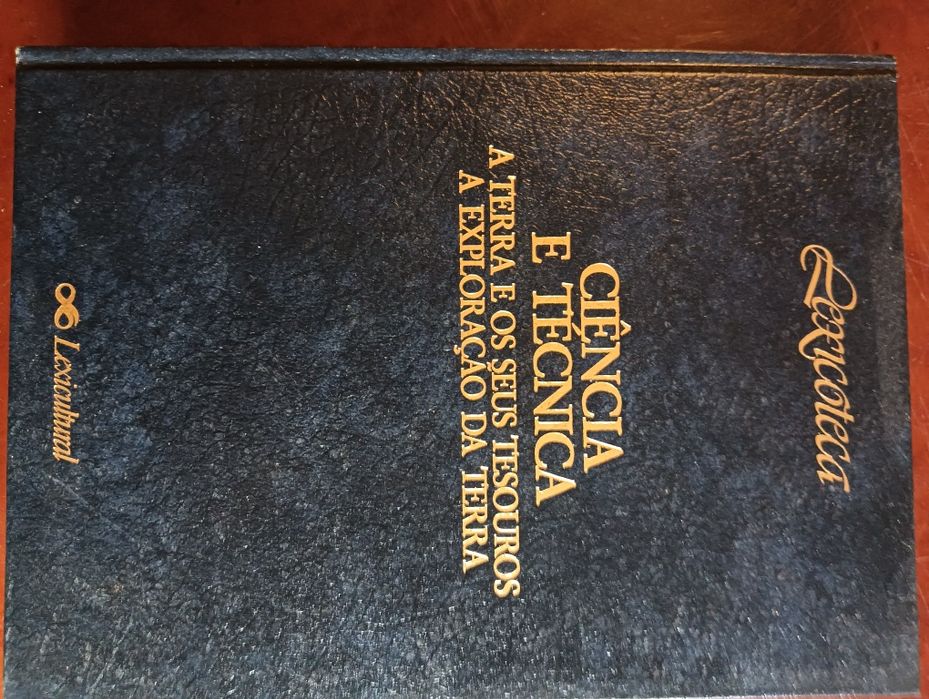 Lexicoteca
CIÊNCIA
E TÉCNICA
A TERRA E OS SEUS TESOUROS
A EXPLORAÇÃO DA TERRA
Lexicultural